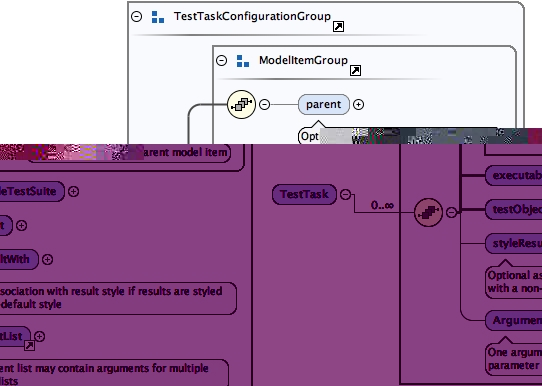 TestTaskConfigurationGroup
ModelItemGroup
parent
Opt
arent model item
leTestSuite
TestTask
0..∞
executab
testObjec
t
ltWith
styleResu
sociation with result style if results are styled
default style
Optional as
with a non-
tList
Argumen
ent list may contain arguments for multiple
lists
One argum
parameter